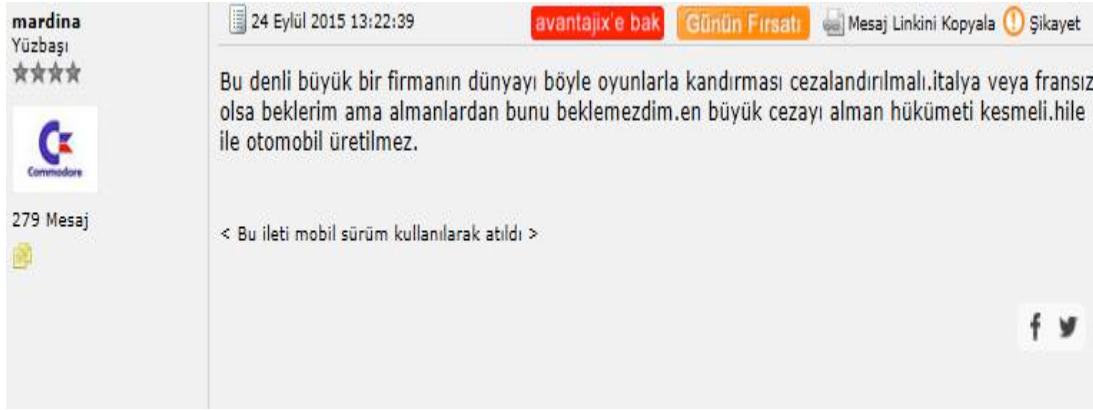 mardina
Yüzbaşı
Commodore
279 Mesaj
24 Eylül 2015 13:22:39
avantajix'e bak
Günün Fırsatı
Mesaj Linkini Kopyala
Şikayet
Bu denli büyük bir firmanın dünyayı böyle oyunlarla kandırması cezalandırılmalı.italya veya fransız
olsa beklerim ama almanlardan bunu beklemezdim.en büyük cezayı alman hükümeti kesmeli.hile
ile otomobil üretilmez.
< Bu ileti mobil sürüm kullanılarak atıldı >